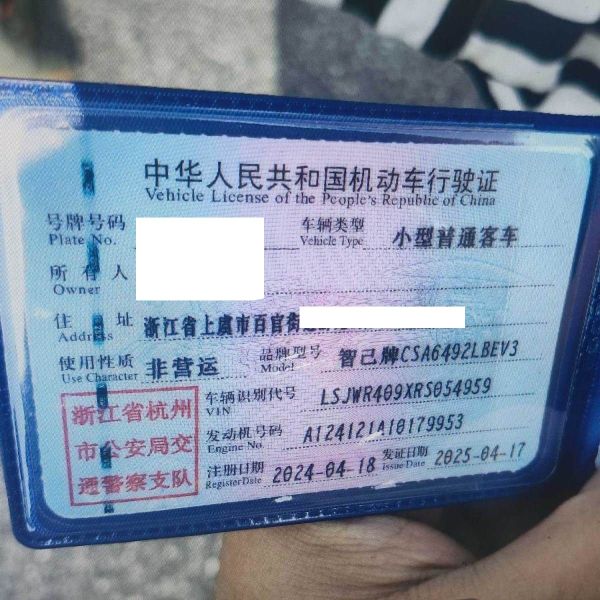 中华人民共和国机动车行驶证
Vehicle License of the People's Republic of China
号牌号码 车辆类型 小型普通客车
Plate No. Vehicle Type
所有人
Owner
住址 浙江省上虞市百官街
Address
使用性质 非营运 品牌型号 智己牌CSA6492LBEV3
Use Character Model
车辆识别代号 LSJWR409XRS054959
VIN
发动机号码 A124121A10179953
Engine No.
注册日期 2024-04-18 发证日期 2025-04-17
Register Date Issue Date
浙江省杭州
市公安局交
通警察支队